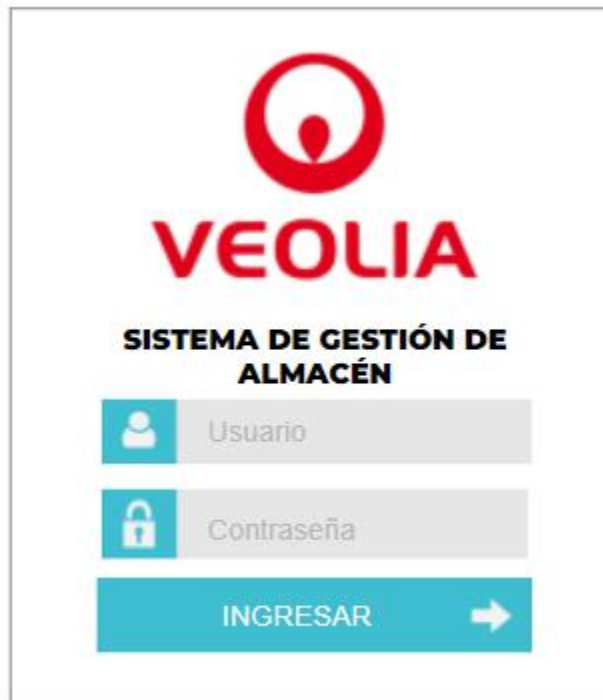 VEOLIA
SISTEMA DE GESTIÓN DE
ALMACÉN
Usuario
Contraseña
INGRESAR